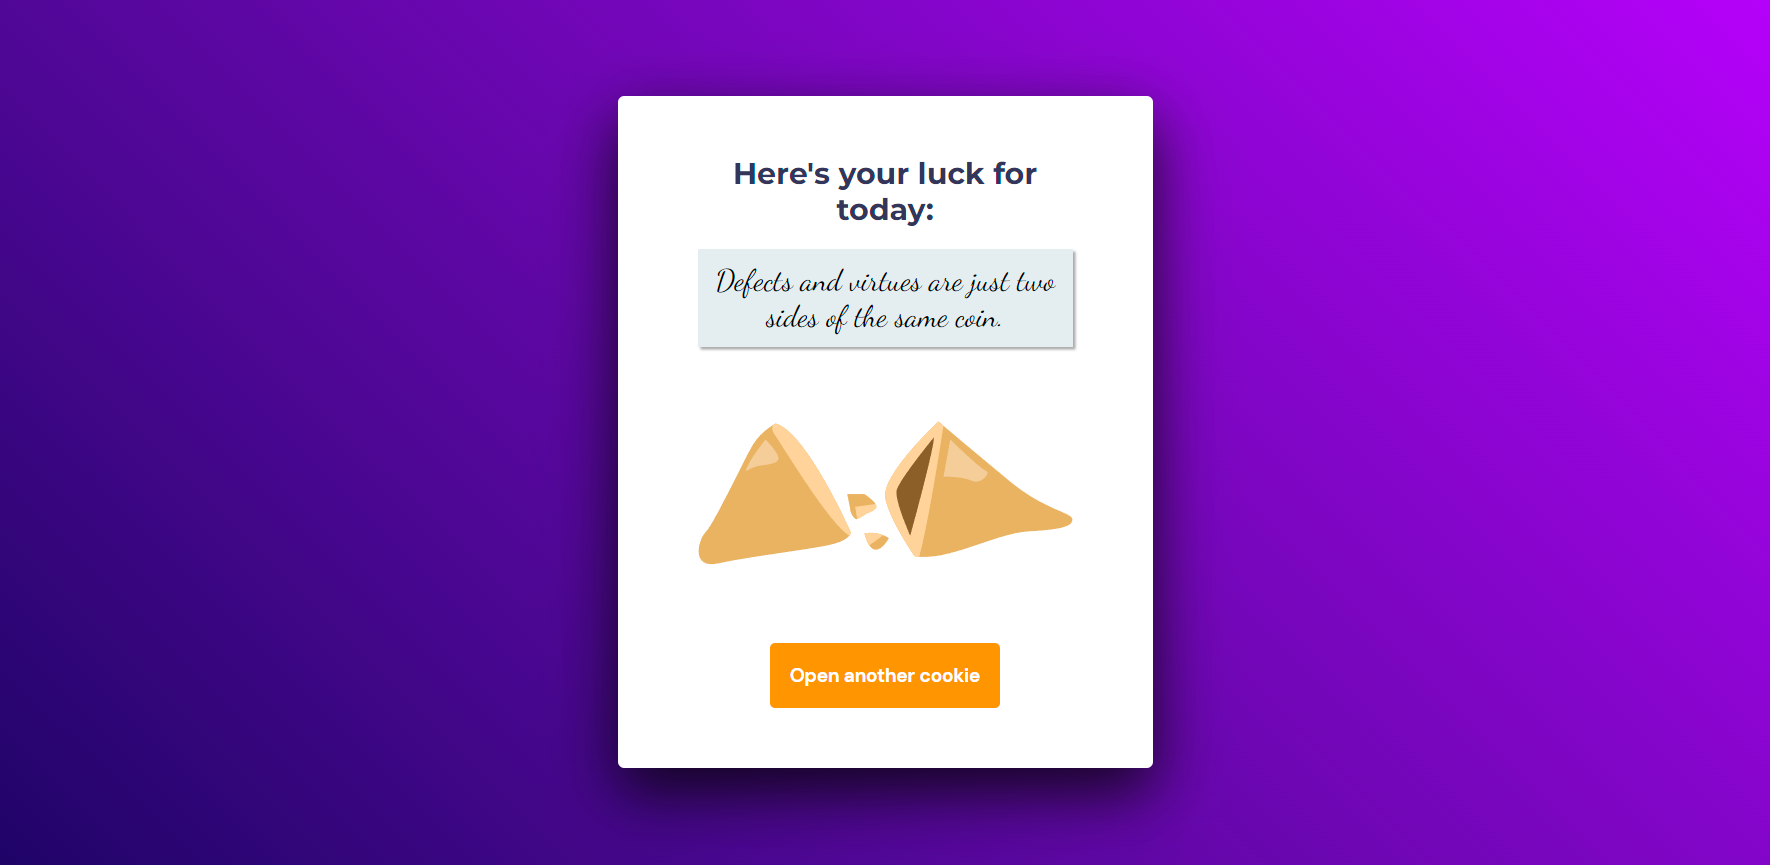 Here's your luck for
today:
Defects and virtues are just two
sides of the same coin.
Open another cookie